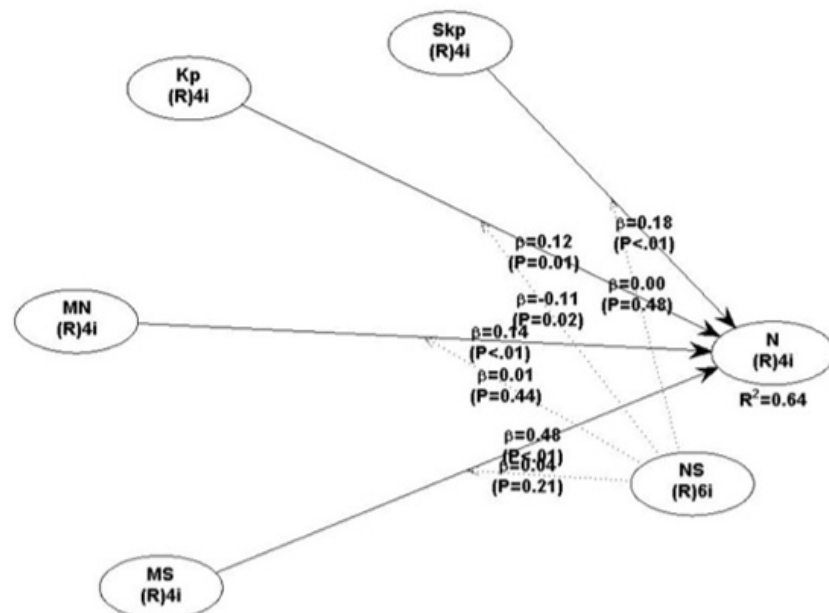 Skp
(R)4i
Kp
(R)4i
β=0.18
(P<.01)
β=0.12
(P=0.01)
β=0.00
(P=0.48)
β=-0.11
(P=0.02)
MN
(R)4i
β=0.14
(P<.01)
N
(R)4i
R²=0.64
β=0.01
(P=0.44)
β=0.48
(P<.01)
β=0.04
(P=0.21)
NS
(R)6i
MS
(R)4i